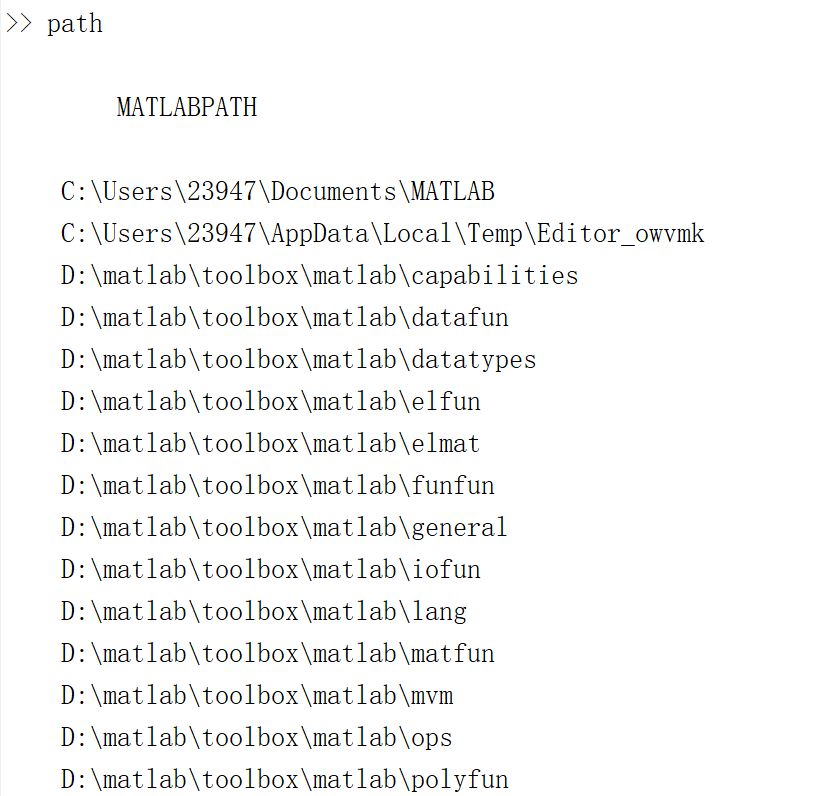 >> path
MATLABPATH
C:\Users\23947\Documents\MATLAB
C:\Users\23947\AppData\Local\Temp\Editor_owvmk
D:\matlab\toolbox\matlab\capabilities
D:\matlab\toolbox\matlab\datafun
D:\matlab\toolbox\matlab\datatypes
D:\matlab\toolbox\matlab\elfun
D:\matlab\toolbox\matlab\elmat
D:\matlab\toolbox\matlab\funfun
D:\matlab\toolbox\matlab\general
D:\matlab\toolbox\matlab\iofun
D:\matlab\toolbox\matlab\lang
D:\matlab\toolbox\matlab\matfun
D:\matlab\toolbox\matlab\mvm
D:\matlab\toolbox\matlab\ops
D:\matlab\toolbox\matlab\polyfun